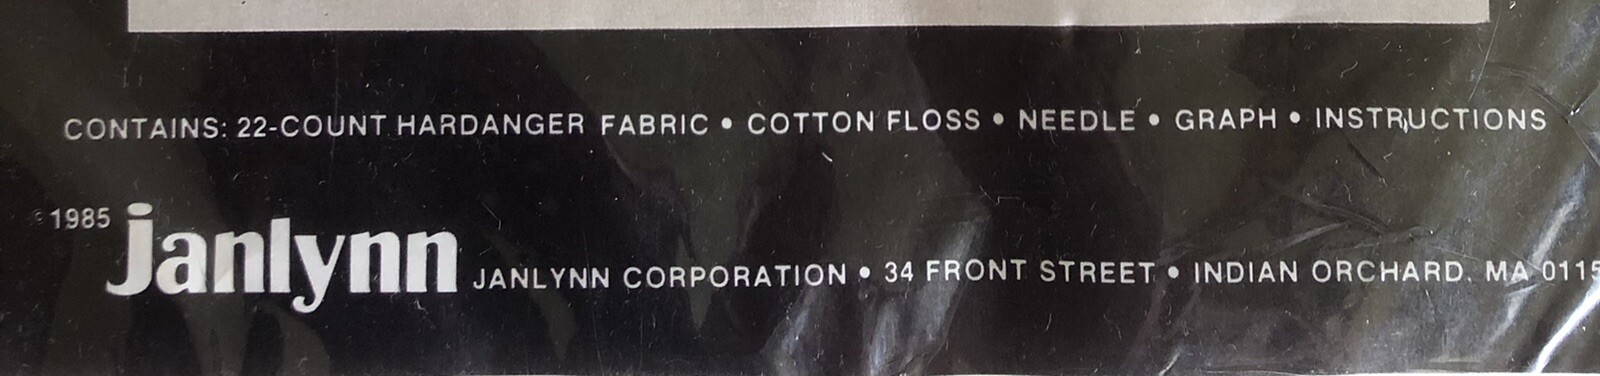 CONTAINS: 22-COUNT HARDANGER FABRIC • COTTON FLOSS • NEEDLE • GRAPH • INSTRUCTIONS
©1985 janlynn JANLYNN CORPORATION • 34 FRONT STREET • INDIAN ORCHARD, MA 0115